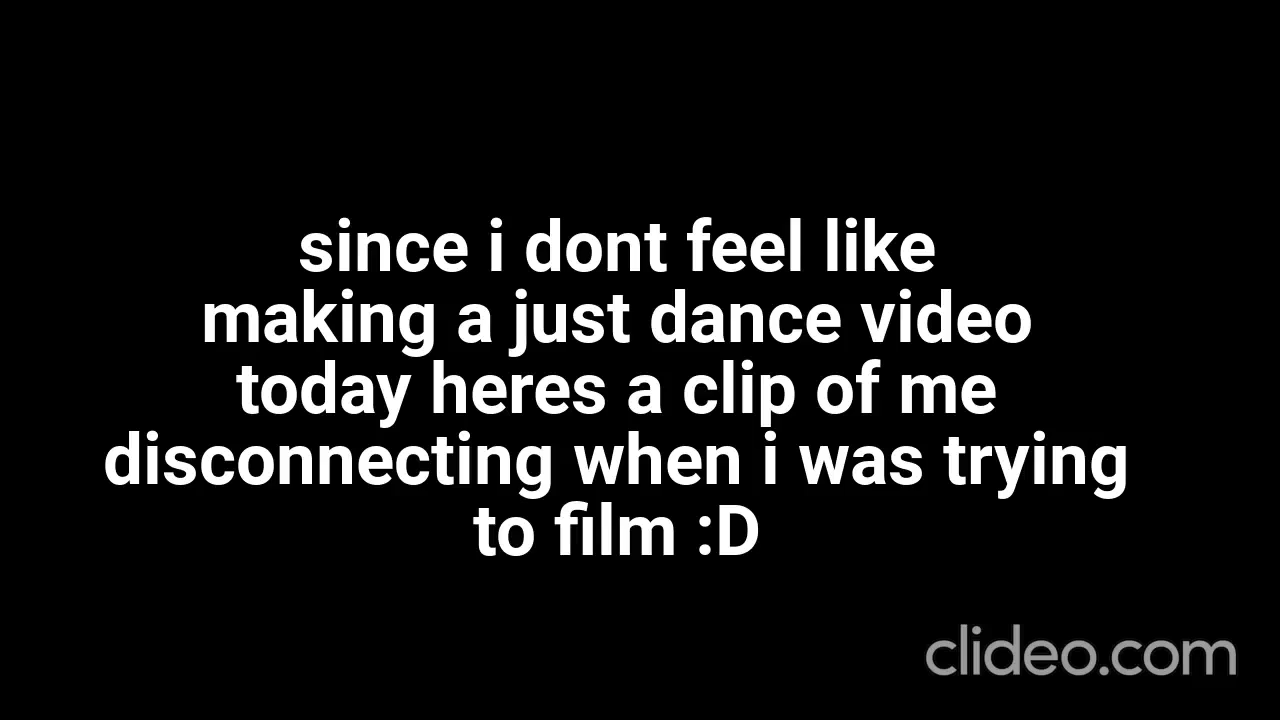 since i dont feel like
making a just dance video
today heres a clip of me
disconnecting when i was trying
to film :D
clideo.com